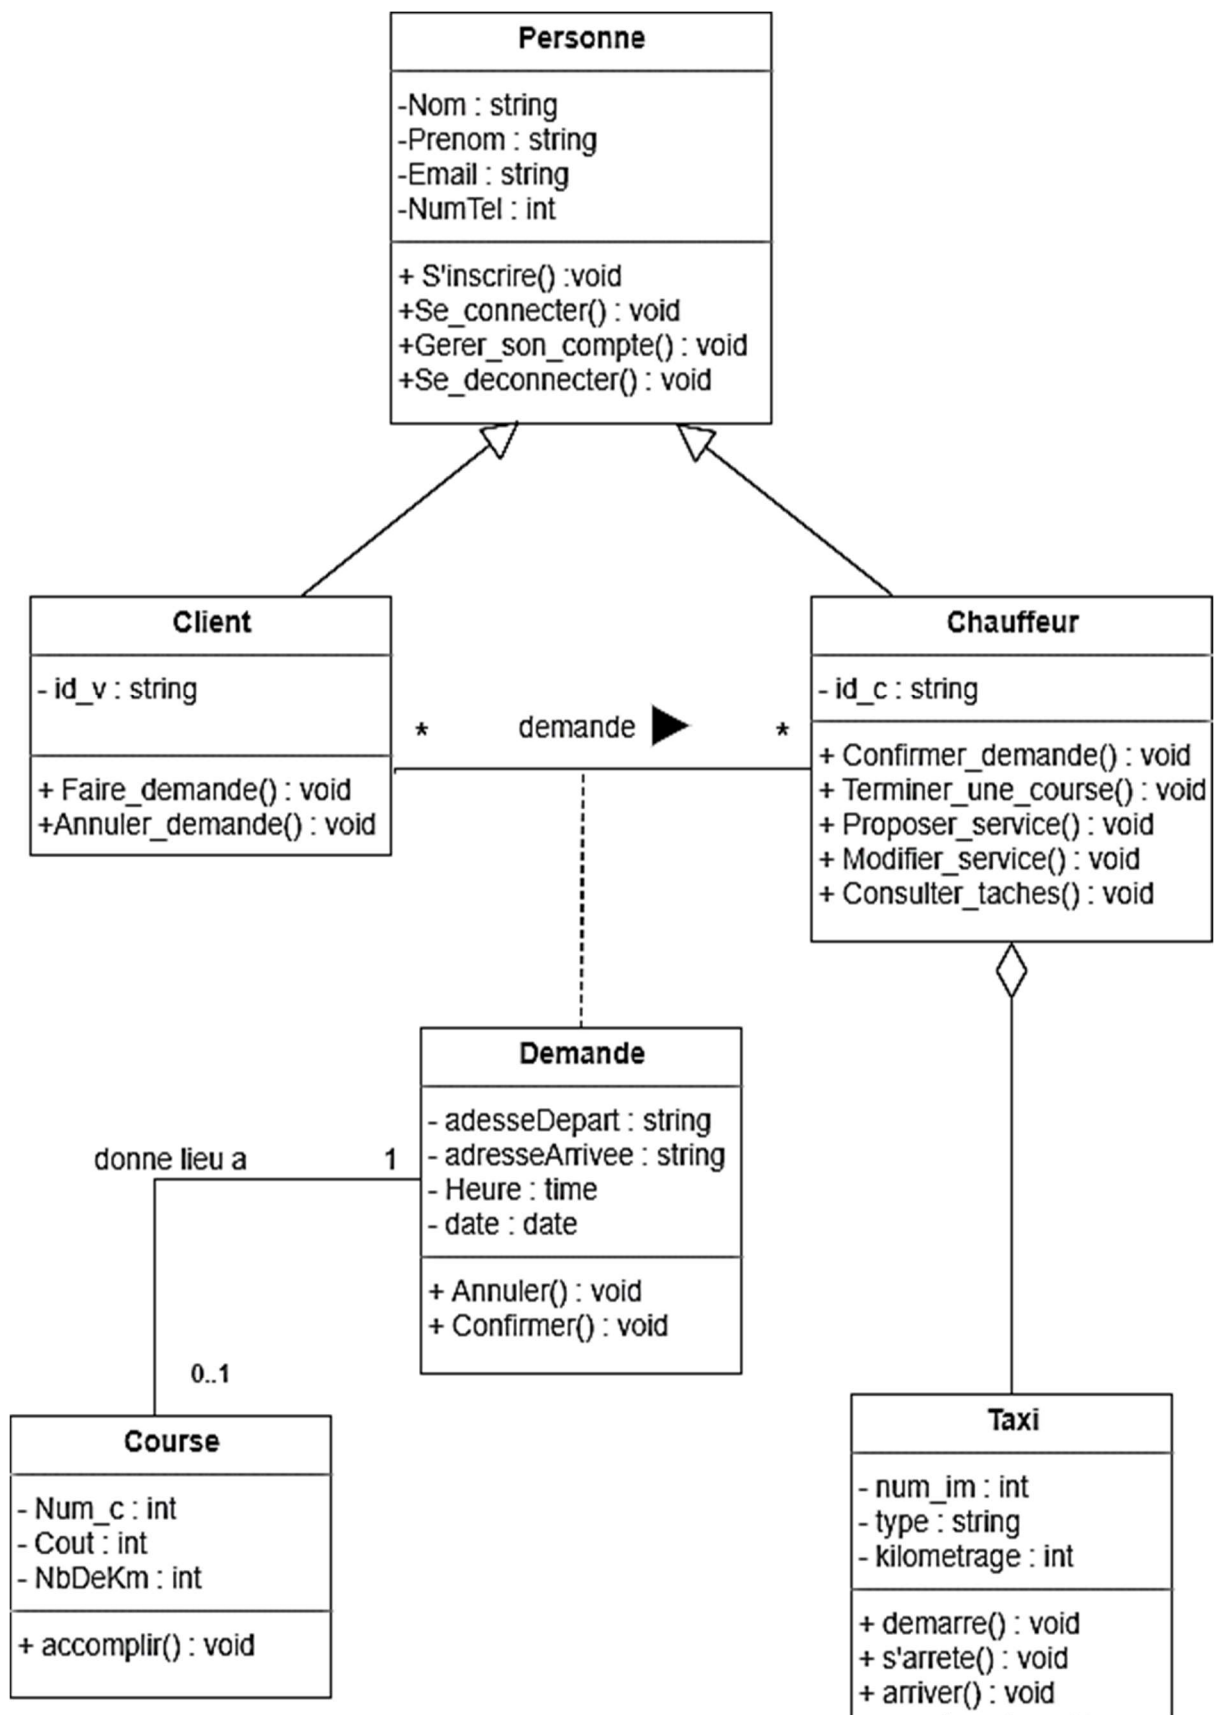 Personne
-Nom : string
-Prenom : string
-Email : string
-NumTel : int
+ S'inscrire() :void
+Se_connecter() : void
+Gerer_son_compte() : void
+Se_deconnecter() : void
Client
- id_v : string
+ Faire_demande() : void
+Annuler_demande() : void
* demande *
Chauffeur
- id_c : string
+ Confirmer_demande() : void
+ Terminer_une_course() : void
+ Proposer_service() : void
+ Modifier_service() : void
+ Consulter_taches() : void
Demande
- adesseDepart : string
- adresseArrivee : string
- Heure : time
- date : date
+ Annuler() : void
+ Confirmer() : void
donne lieu a 1
0..1
Course
- Num_c : int
- Cout : int
- NbDeKm : int
+ accomplir() : void
Taxi
- num_im : int
- type : string
- kilometrage : int
+ demarre() : void
+ s'arrete() : void
+ arriver() : void